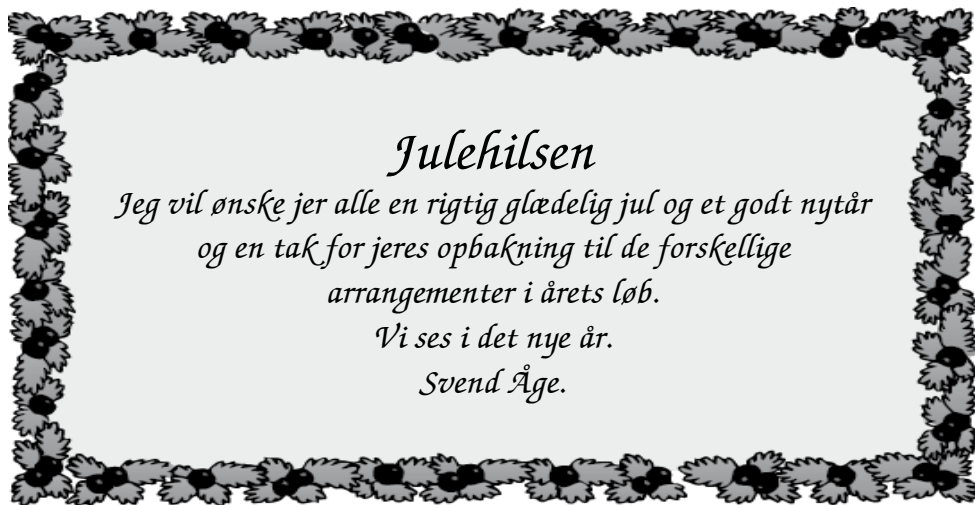 Julehilsen
Jeg vil ønske jer alle en rigtig glædelig jul og et godt nytår
og en tak for jeres opbakning til de forskellige
arrangementer i årets løb.
Vi ses i det nye år.
Svend Åge.